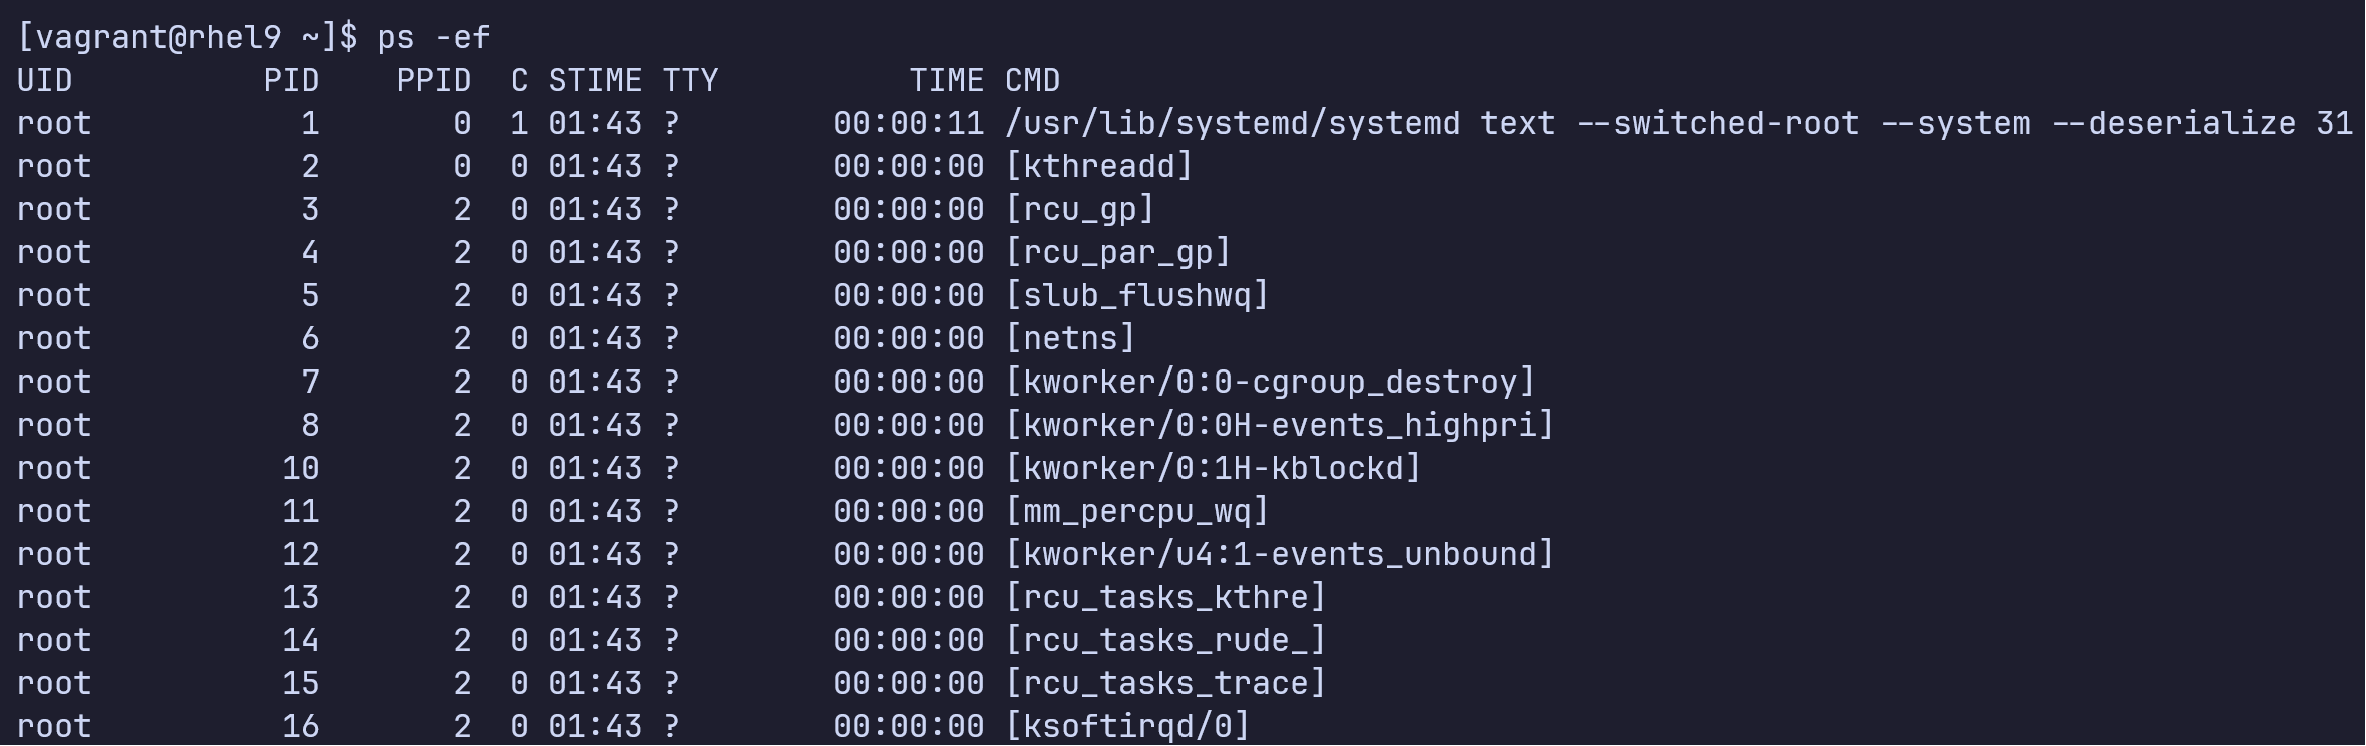 [vagrant@rhel9 ~]$ ps -ef
UID          PID    PPID  C STIME TTY          TIME CMD
root           1       0  1 01:43 ?        00:00:11 /usr/lib/systemd/systemd text --switched-root --system --deserialize 31
root           2       0  0 01:43 ?        00:00:00 [kthreadd]
root           3       2  0 01:43 ?        00:00:00 [rcu_gp]
root           4       2  0 01:43 ?        00:00:00 [rcu_par_gp]
root           5       2  0 01:43 ?        00:00:00 [slub_flushwq]
root           6       2  0 01:43 ?        00:00:00 [netns]
root           7       2  0 01:43 ?        00:00:00 [kworker/0:0-cgroup_destroy]
root           8       2  0 01:43 ?        00:00:00 [kworker/0:0H-events_highpri]
root          10       2  0 01:43 ?        00:00:00 [kworker/0:1H-kblockd]
root          11       2  0 01:43 ?        00:00:00 [mm_percpu_wq]
root          12       2  0 01:43 ?        00:00:00 [kworker/u4:1-events_unbound]
root          13       2  0 01:43 ?        00:00:00 [rcu_tasks_kthre]
root          14       2  0 01:43 ?        00:00:00 [rcu_tasks_rude_]
root          15       2  0 01:43 ?        00:00:00 [rcu_tasks_trace]
root          16       2  0 01:43 ?        00:00:00 [ksoftirqd/0]